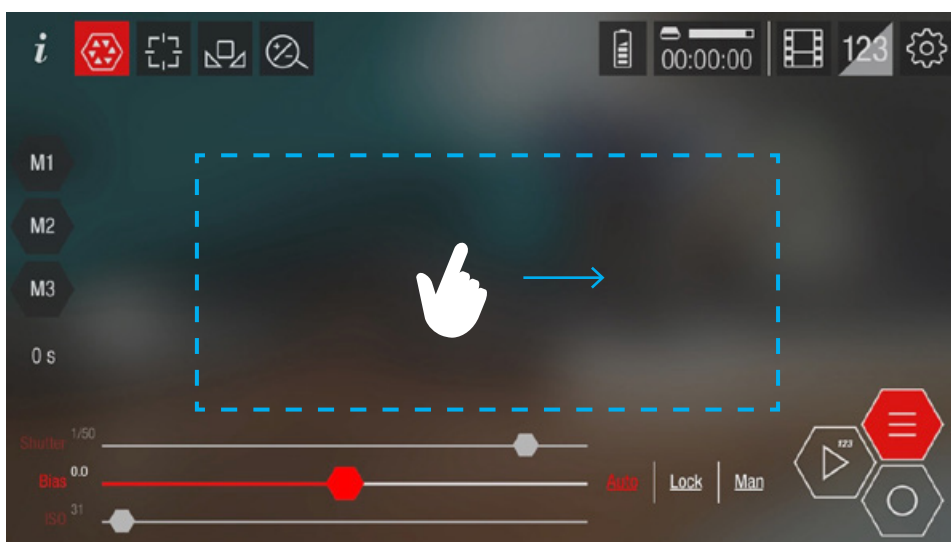 i
00:00:00
123
M1
M2
M3
0 s
Shutter 1/50
Bias 0.0
ISO 31
Auto Lock Man
123